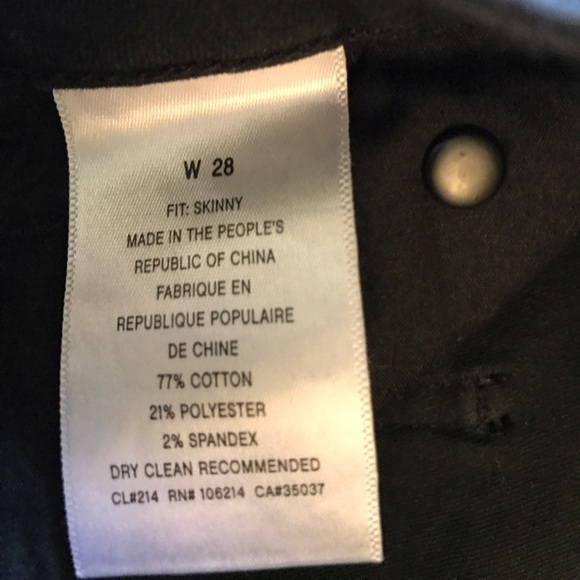 W 28
FIT: SKINNY
MADE IN THE PEOPLE'S
REPUBLIC OF CHINA
FABRIQUE EN
REPUBLIQUE POPULAIRE
DE CHINE
77% COTTON
21% POLYESTER
2% SPANDEX
DRY CLEAN RECOMMENDED
CL#214 RN# 106214 CA#35037